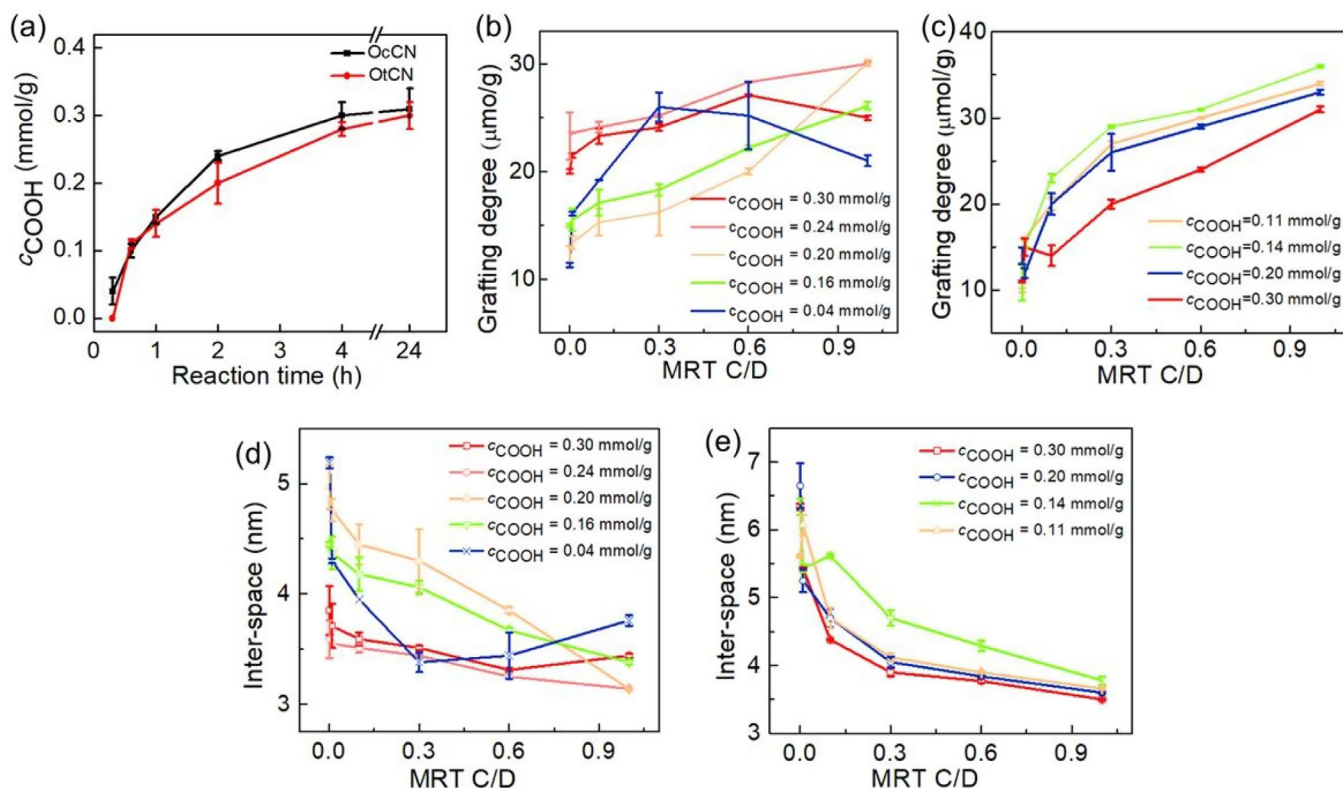 (a)
cCOOH (mmol/g)
0.4
0.3
0.2
0.1
0.0
OcCN
OtCN
0 1 2 3 4 24
Reaction time (h)
(b)
Grafting degree (μmo/g)
30
20
10
cCOOH = 0.30 mmol/g
cCOOH = 0.24 mmol/g
cCOOH = 0.20 mmol/g
cCOOH = 0.16 mmol/g
cCOOH = 0.04 mmol/g
0.0 0.3 0.6 0.9
MRT C/D
(c)
Grafting degree (μmol/g)
40
30
20
10
cCOOH=0.11 mmol/g
cCOOH=0.14 mmol/g
cCOOH=0.20 mmol/g
cCOOH=0.30 mmol/g
0.0 0.3 0.6 0.9
MRT C/D
(d)
Inter-space (nm)
5
4
3
cCOOH = 0.30 mmol/g
cCOOH = 0.24 mmol/g
cCOOH = 0.20 mmol/g
cCOOH = 0.16 mmol/g
cCOOH = 0.04 mmol/g
0.0 0.3 0.6 0.9
MRT C/D
(e)
Inter-space (nm)
7
6
5
4
3
cCOOH = 0.30 mmol/g
cCOOH = 0.20 mmol/g
cCOOH = 0.14 mmol/g
cCOOH = 0.11 mmol/g
0.0 0.3 0.6 0.9
MRT C/D